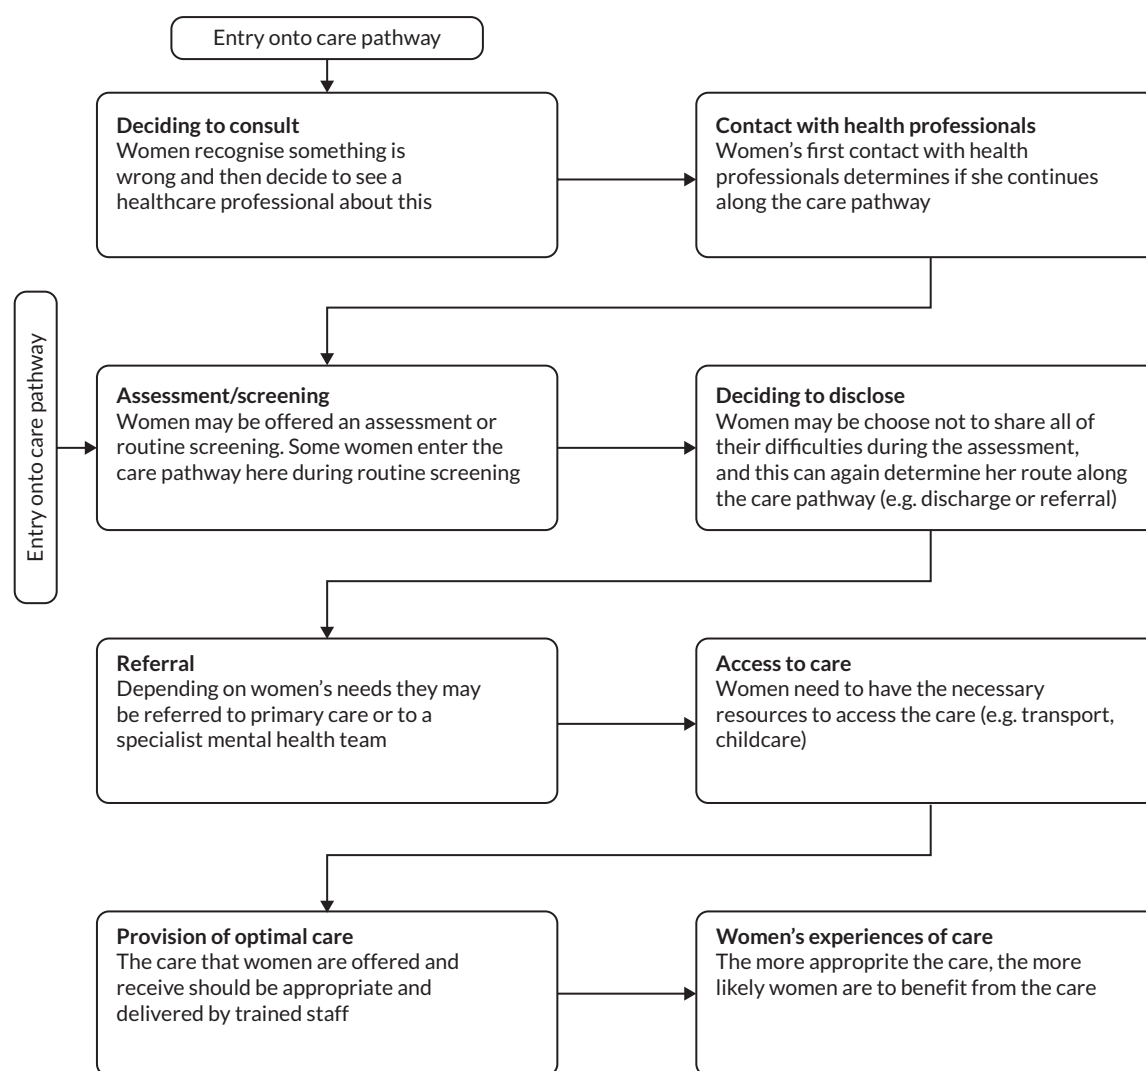 Entry onto care pathway
Deciding to consult
Women recognise something is
wrong and then decide to see a
healthcare professional about this
Contact with health professionals
Women's first contact with health
professionals determines if she continues
along the care pathway
Entry onto care pathway
Assessment/screening
Women may be offered an assessment or
routine screening. Some women enter the
care pathway here during routine screening
Deciding to disclose
Women may be choose not to share all of
their difficulties during the assessment,
and this can again determine her route along
the care pathway (e.g. discharge or referral)
Referral
Depending on women's needs they may
be referred to primary care or to a
specialist mental health team
Access to care
Women need to have the necessary
resources to access the care (e.g. transport,
childcare)
Provision of optimal care
The care that women are offered and
receive should be appropriate and
delivered by trained staff
Women's experiences of care
The more approprite the care, the more
likely women are to benefit from the care